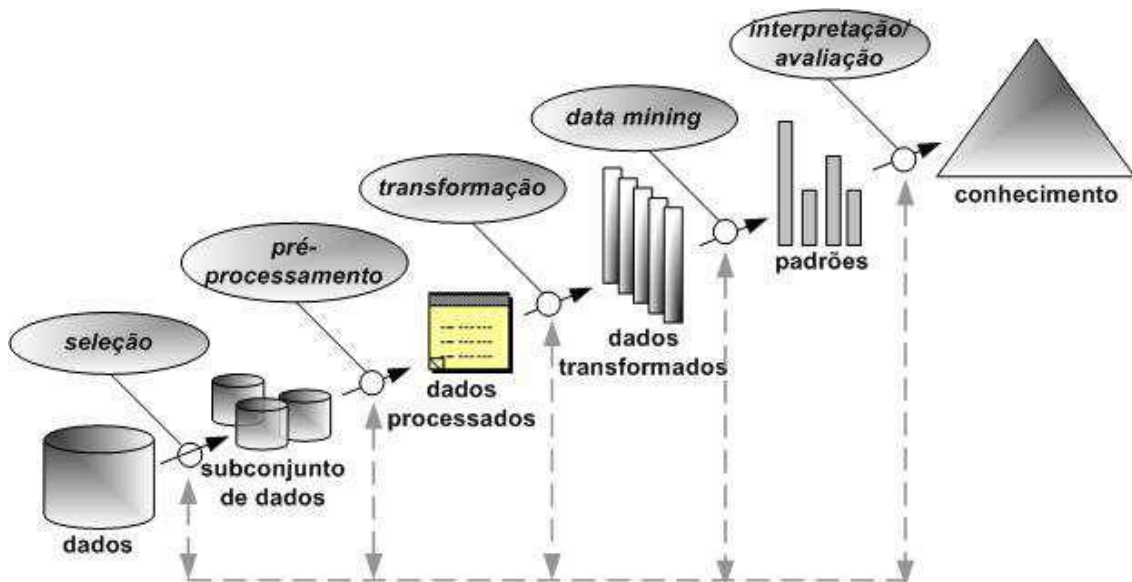 interpretação/
avaliação
data mining
conhecimento
transformação
padrões
pré-
processamento
dados
transformados
seleção
dados
processados
subconjunto
de dados
dados